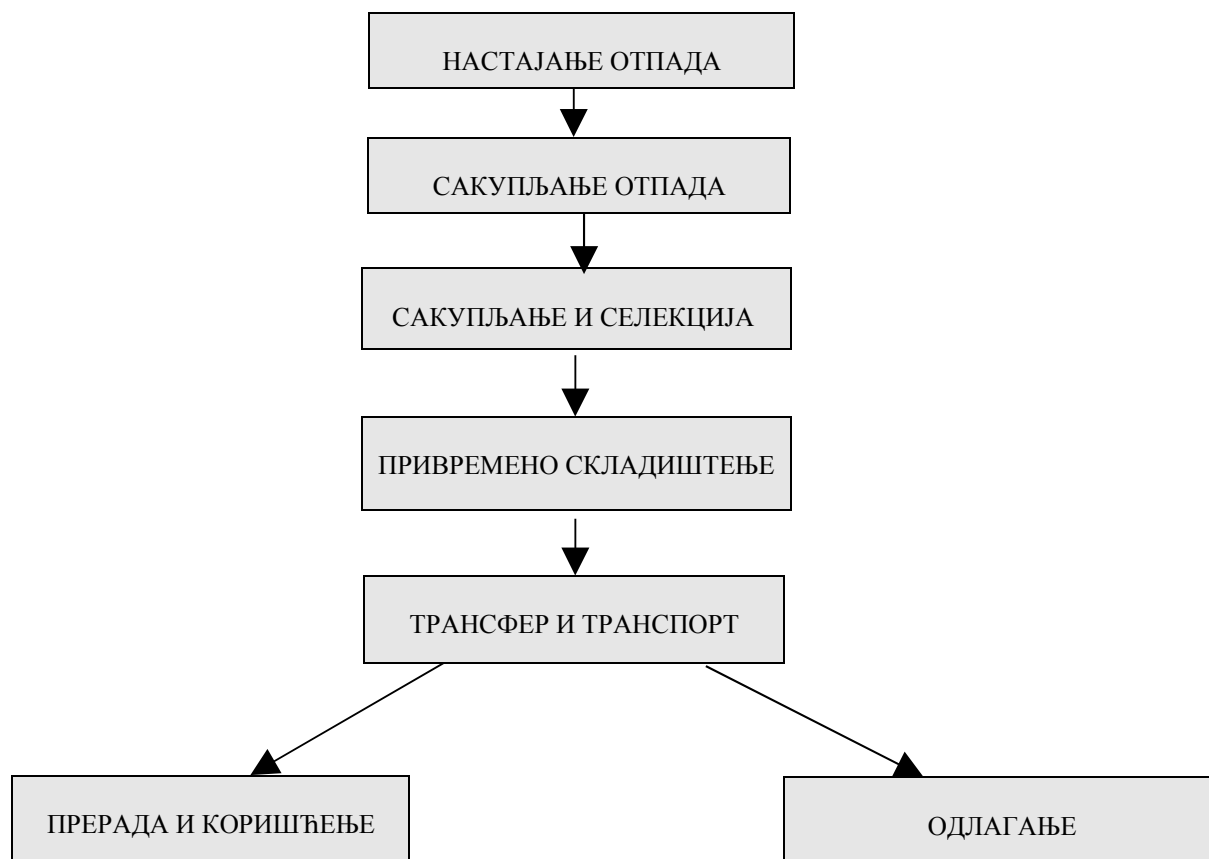 НАСТАЈАЊЕ ОТПАДА
САКУПЉАЊЕ ОТПАДА
САКУПЉАЊЕ И СЕЛЕКЦИЈА
ПРИВРЕМЕНО СКЛАДИШТЕЊЕ
ТРАНСФЕР И ТРАНСПОРТ
ПРЕРАДА И КОРИШЋЕЊЕ
ОДЛАГАЊЕ